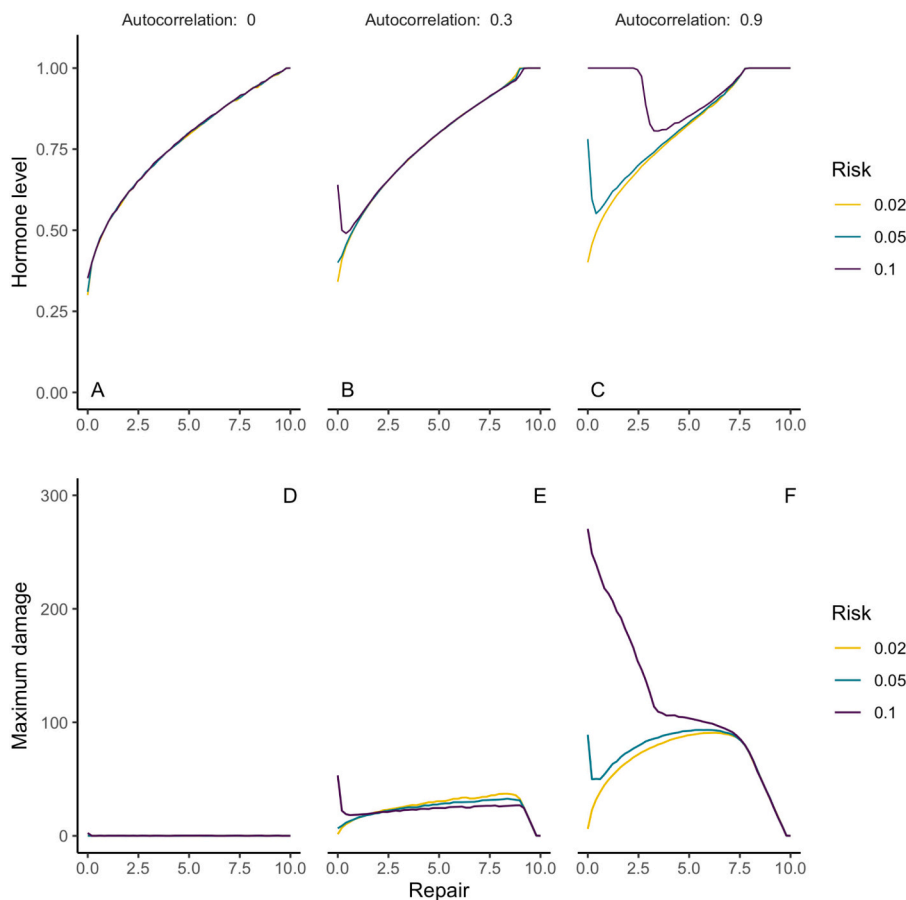 Autocorrelation: 0
Autocorrelation: 0.3
Autocorrelation: 0.9
Hormone level
1.00
0.75
0.50
0.25
0.00
A
B
C
0.0 2.5 5.0 7.5 10.0
0.0 2.5 5.0 7.5 10.0
0.0 2.5 5.0 7.5 10.0
Risk
0.02
0.05
0.1
Maximum damage
300
200
100
0
D
E
F
0.0 2.5 5.0 7.5 10.0
0.0 2.5 5.0 7.5 10.0
0.0 2.5 5.0 7.5 10.0
Repair
Risk
0.02
0.05
0.1